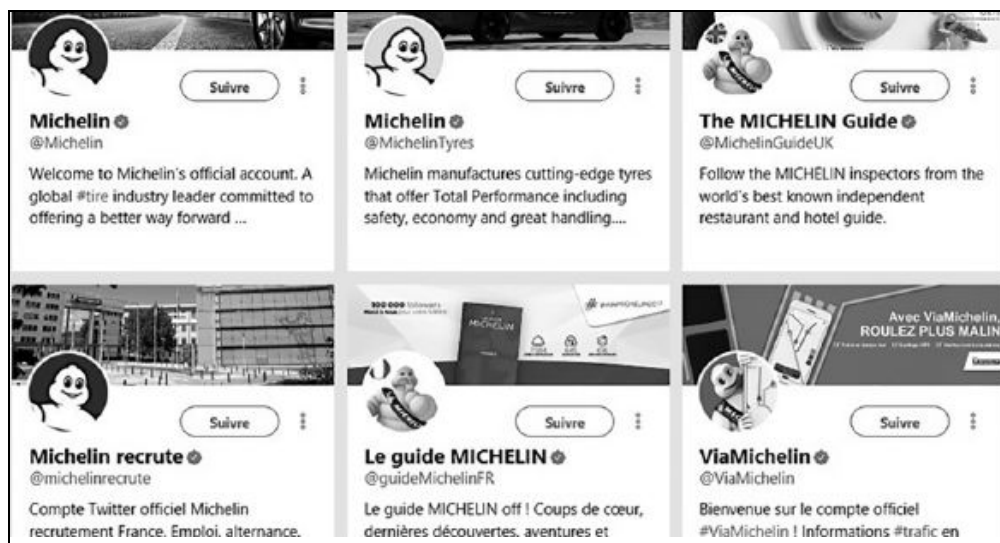 Suivre
Michelin
@Michelin
Welcome to Michelin's official account. A
global #tire industry leader committed to
offering a better way forward ...
Suivre
Michelin
@MichelinTyres
Michelin manufactures cutting-edge tyres
that offer Total Performance including
safety, economy and great handling....
Suivre
The MICHELIN Guide
@MichelinGuideUK
Follow the MICHELIN inspectors from the
world's best known independent
restaurant and hotel guide.
Suivre
Michelin recrute
@michelinrecrute
Compte Twitter officiel Michelin
recrutement France. Emploi, alternance,
300 000 followers
MICHELIN
Suivre
Le guide MICHELIN
@guideMichelinFR
Le guide MICHELIN off ! Coups de cœur,
dernières découvertes, aventures et
Avec ViaMichelin,
ROULEZ PLUS MALIN
Suivre
ViaMichelin
@ViaMichelin
Bienvenue sur le compte officiel
#ViaMichelin ! Informations #trafic en